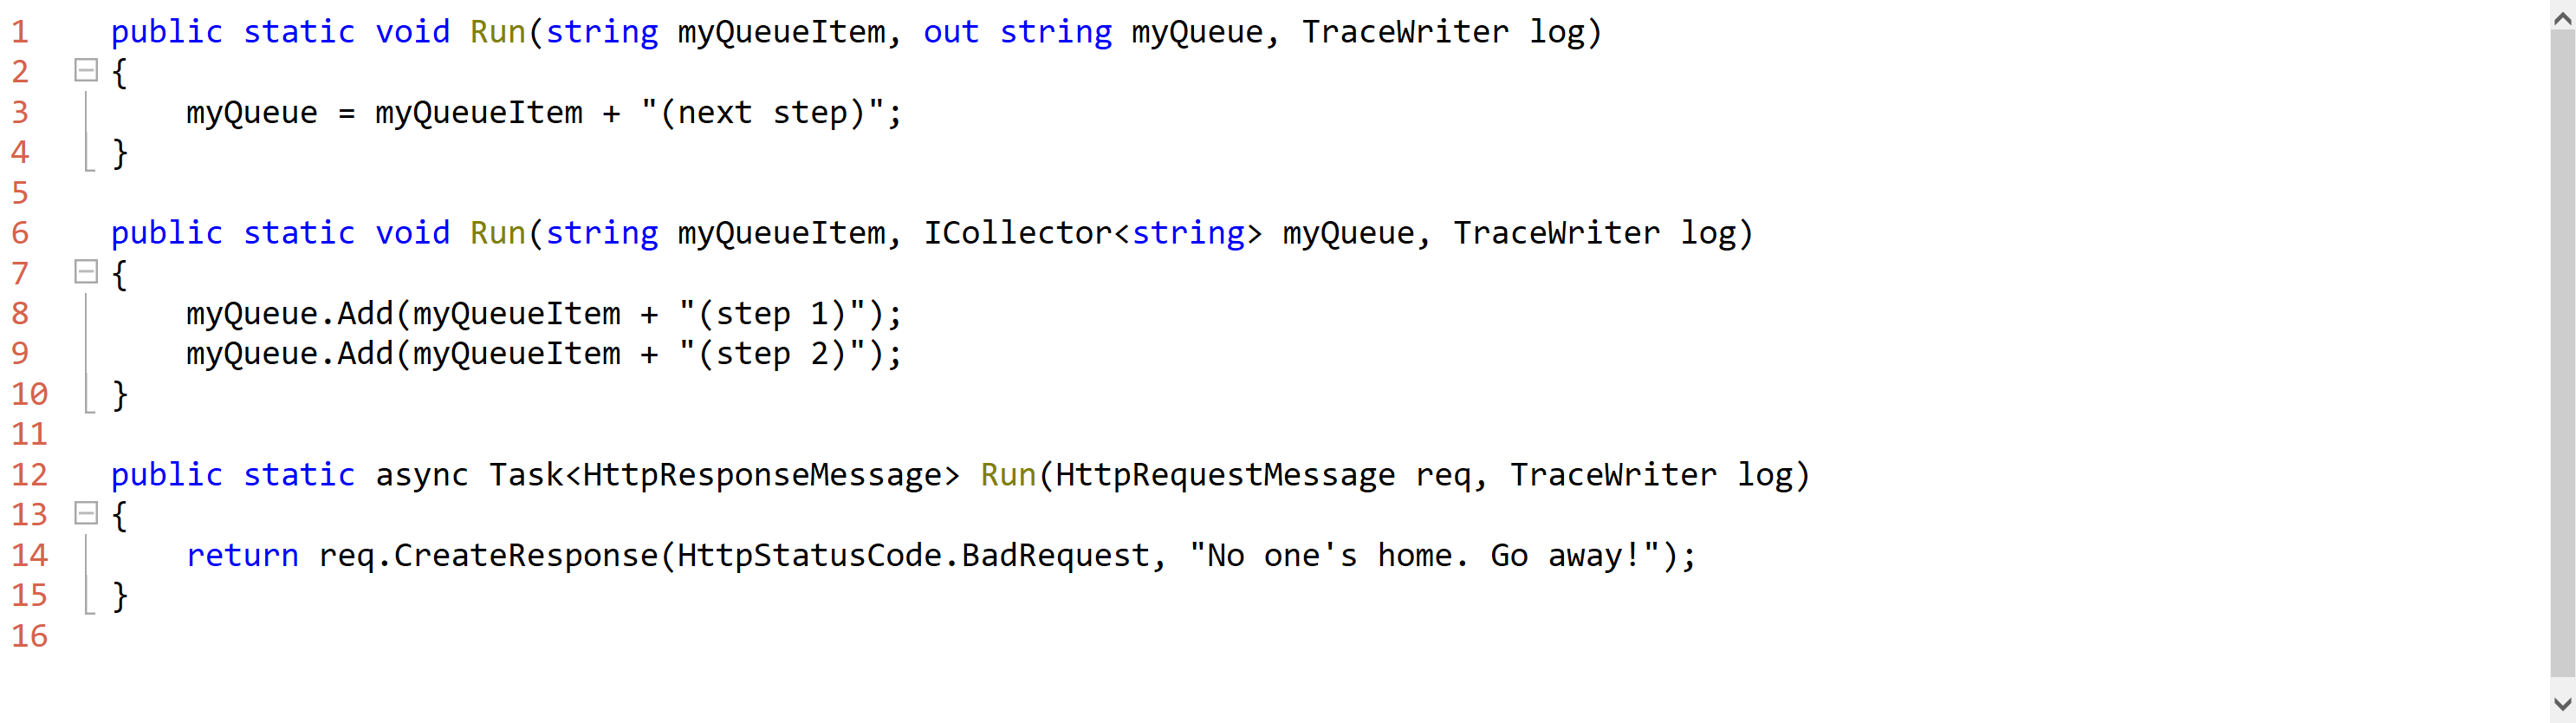 1 public static void Run(string myQueueItem, out string myQueue, TraceWriter log)
2 {
3     myQueue = myQueueItem + "(next step)";
4 }
5
6 public static void Run(string myQueueItem, ICollector<string> myQueue, TraceWriter log)
7 {
8     myQueue.Add(myQueueItem + "(step 1)");
9     myQueue.Add(myQueueItem + "(step 2)");
10 }
11
12 public static async Task<HttpResponseMessage> Run(HttpRequestMessage req, TraceWriter log)
13 {
14     return req.CreateResponse(HttpStatusCode.BadRequest, "No one's home. Go away!");
15 }
16